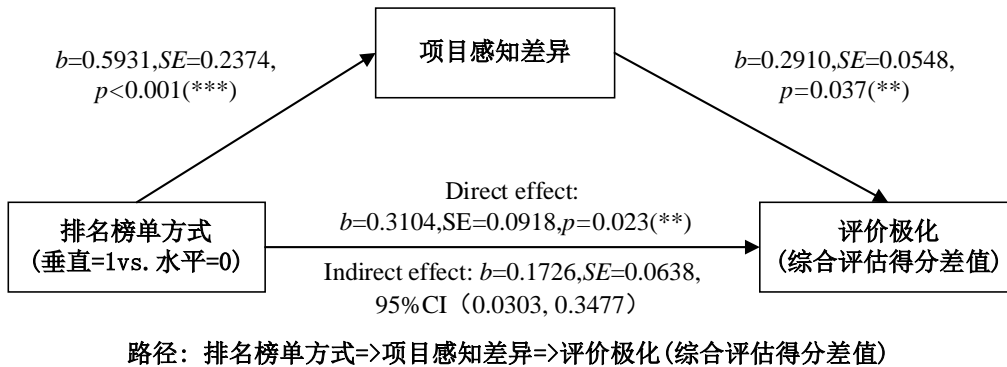 项目感知差异
b=0.5931,SE=0.2374,
p<0.001(***)
b=0.2910,SE=0.0548,
p=0.037(**)
排名榜单方式
(垂直=1vs.水平=0)
Direct effect:
b=0.3104,SE=0.0918,p=0.023(**)
Indirect effect: b=0.1726,SE=0.0638,
95%CI（0.0303, 0.3477）
评价极化
(综合评估得分差值)
路径: 排名榜单方式=>项目感知差异=>评价极化(综合评估得分差值)